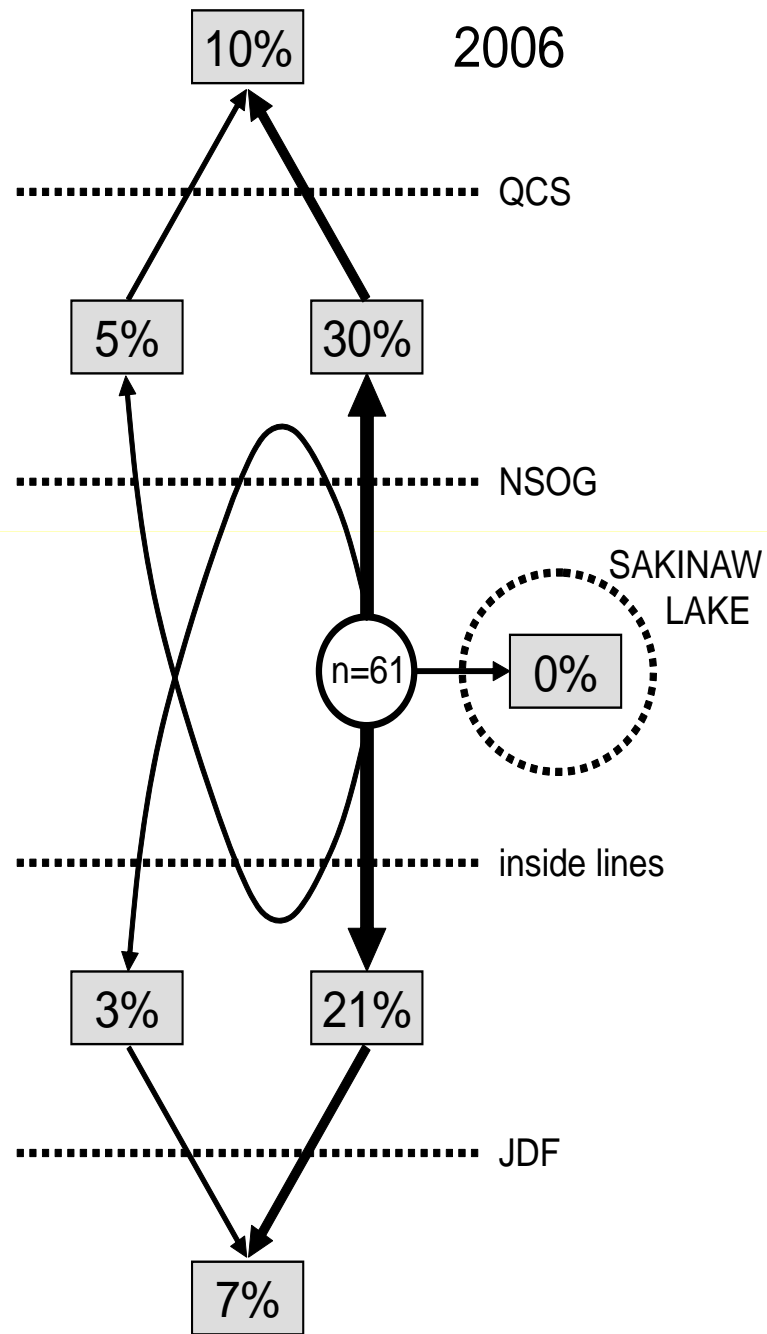 10%
2006
QCS
5%
30%
NSOG
SAKINAW
LAKE
n=61
0%
inside lines
3%
21%
JDF
7%